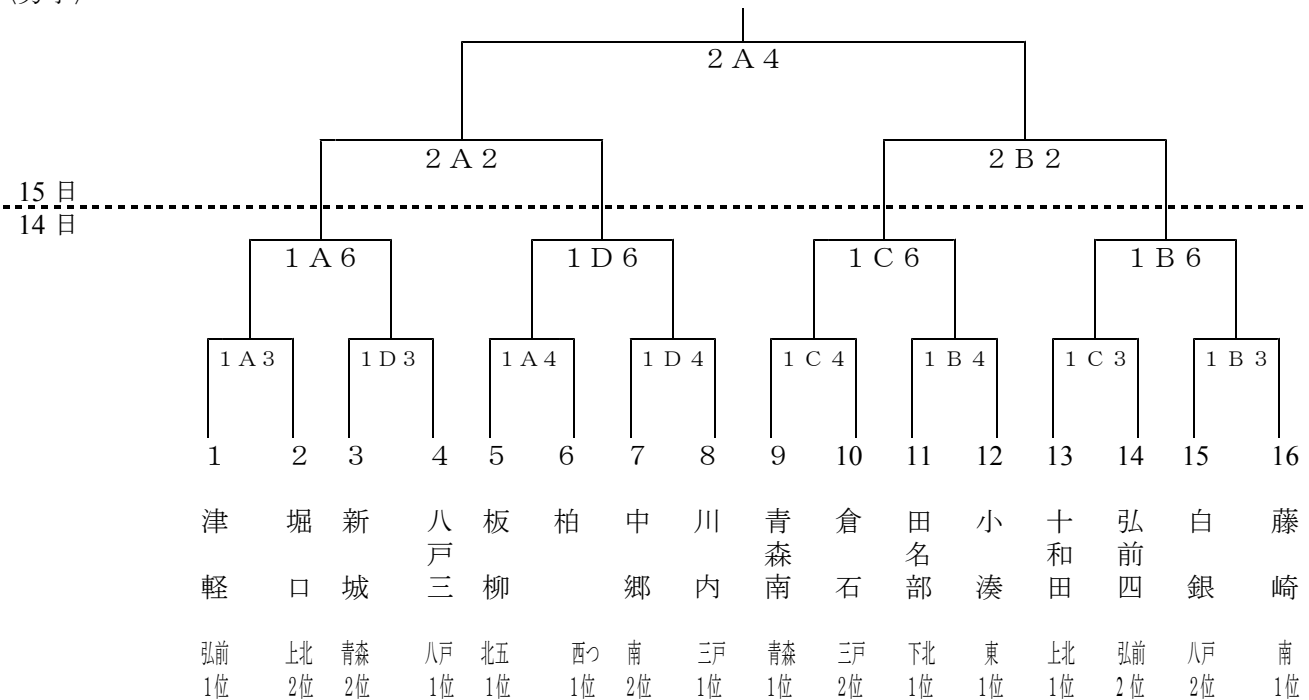 ２Ａ４
２Ａ２ ２Ｂ２
15 日
14 日
１Ａ６ １Ｄ６ １Ｃ６ １Ｂ６
１Ａ３ １Ｄ３ １Ａ４ １Ｄ４ １Ｃ４ １Ｂ４ １Ｃ３ １Ｂ３
１ ２ ３ ４ ５ ６ ７ ８ ９ 10 11 12 13 14 15 16
津軽 堀口 新城 八戸三 板柳 柏 中郷 川内 青森南 倉石 田名部 小湊 十和田 弘前四 白銀 藤崎
弘前 上北 青森 八戸 北五 西つ 南 三戸 青森 三戸 下北 東 上北 弘前 八戸 南
1位 2位 2位 1位 1位 1位 2位 1位 1位 2位 1位 1位 1位 2位 2位 1位